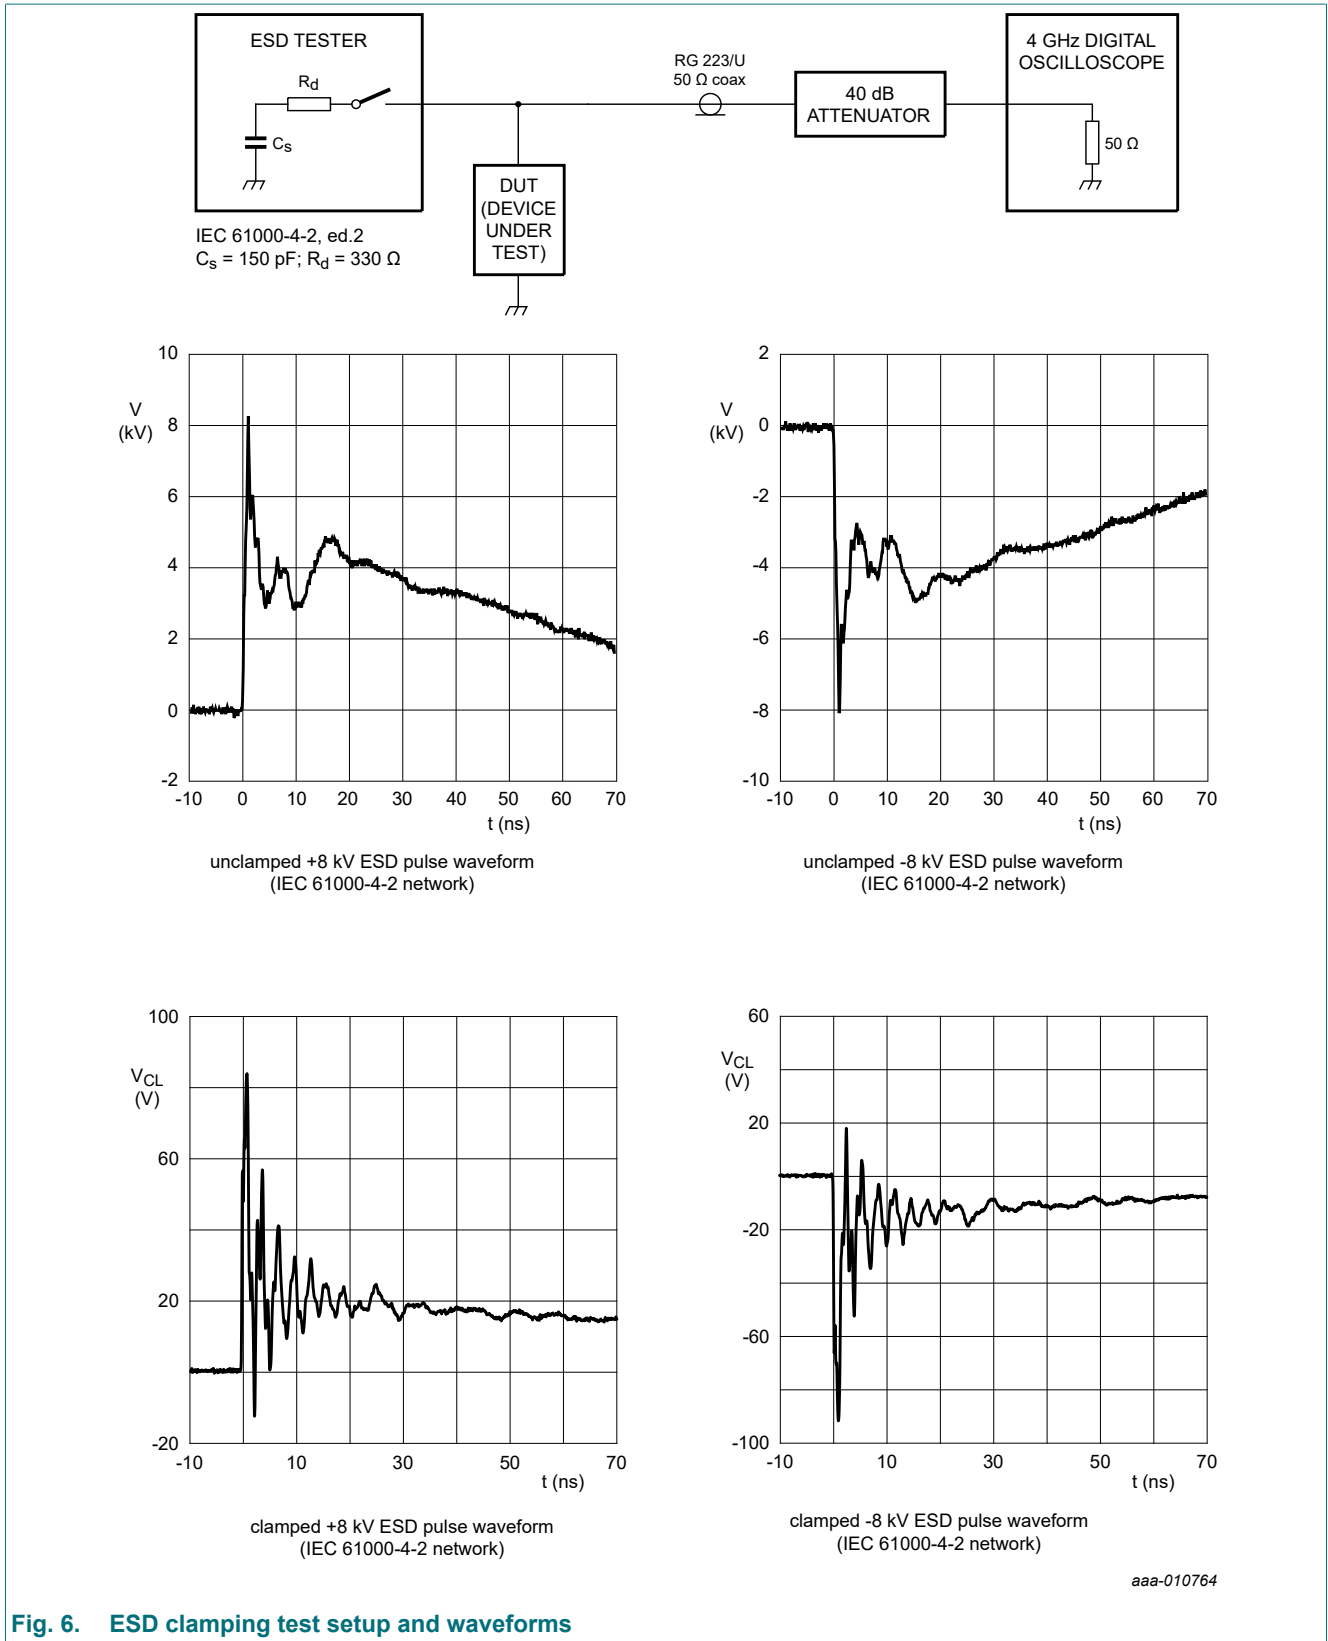 ESD TESTER
Rd
Cs
IEC 61000-4-2, ed.2
Cs = 150 pF; Rd = 330 Ω
DUT
(DEVICE
UNDER
TEST)
RG 223/U
50 Ω coax
40 dB
ATTENUATOR
4 GHz DIGITAL
OSCILLOSCOPE
50 Ω
10
8
6
4
2
0
-2
V
(kV)
-10 0 10 20 30 40 50 60 70
t (ns)
unclamped +8 kV ESD pulse waveform
(IEC 61000-4-2 network)
2
0
-2
-4
-6
-8
-10
V
(kV)
-10 0 10 20 30 40 50 60 70
t (ns)
unclamped -8 kV ESD pulse waveform
(IEC 61000-4-2 network)
100
60
20
-20
VCL
(V)
-10 10 30 50 70
t (ns)
clamped +8 kV ESD pulse waveform
(IEC 61000-4-2 network)
60
20
-20
-60
-100
VCL
(V)
-10 10 30 50 70
t (ns)
clamped -8 kV ESD pulse waveform
(IEC 61000-4-2 network)
aaa-010764
Fig. 6. ESD clamping test setup and waveforms